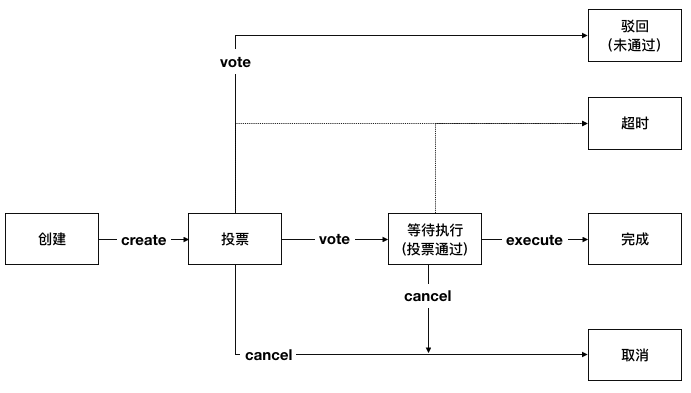 驳回
(未通过)
vote
超时
创建
create
投票
vote
等待执行
(投票通过)
execute
完成
cancel
cancel
取消